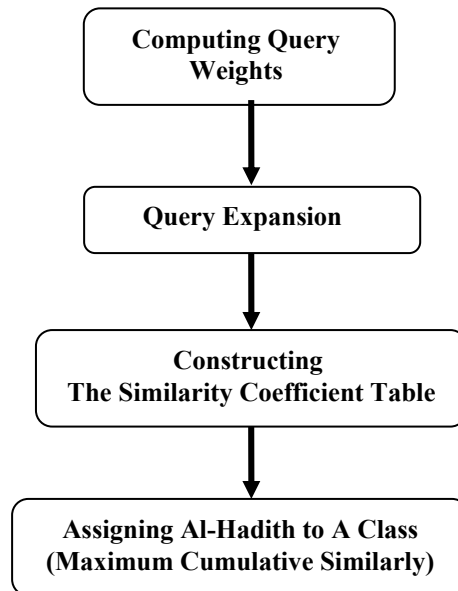 Computing Query
Weights
Query Expansion
Constructing
The Similarity Coefficient Table
Assigning Al-Hadith to A Class
(Maximum Cumulative Similarly)